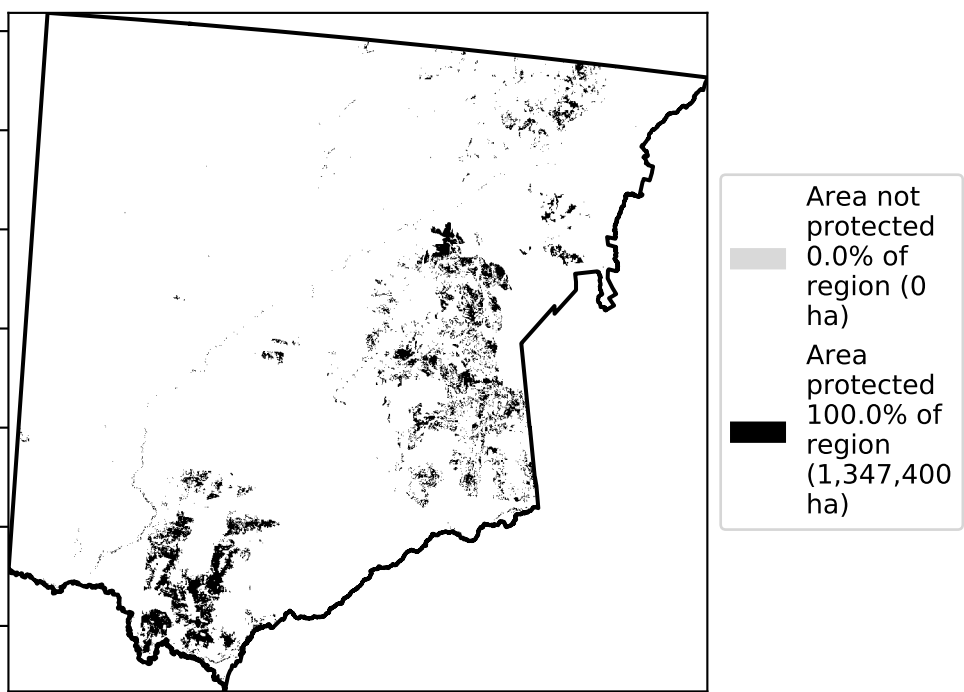 Area not
protected
0.0% of
region (0
ha)
Area
protected
100.0% of
region
(1,347,400
ha)